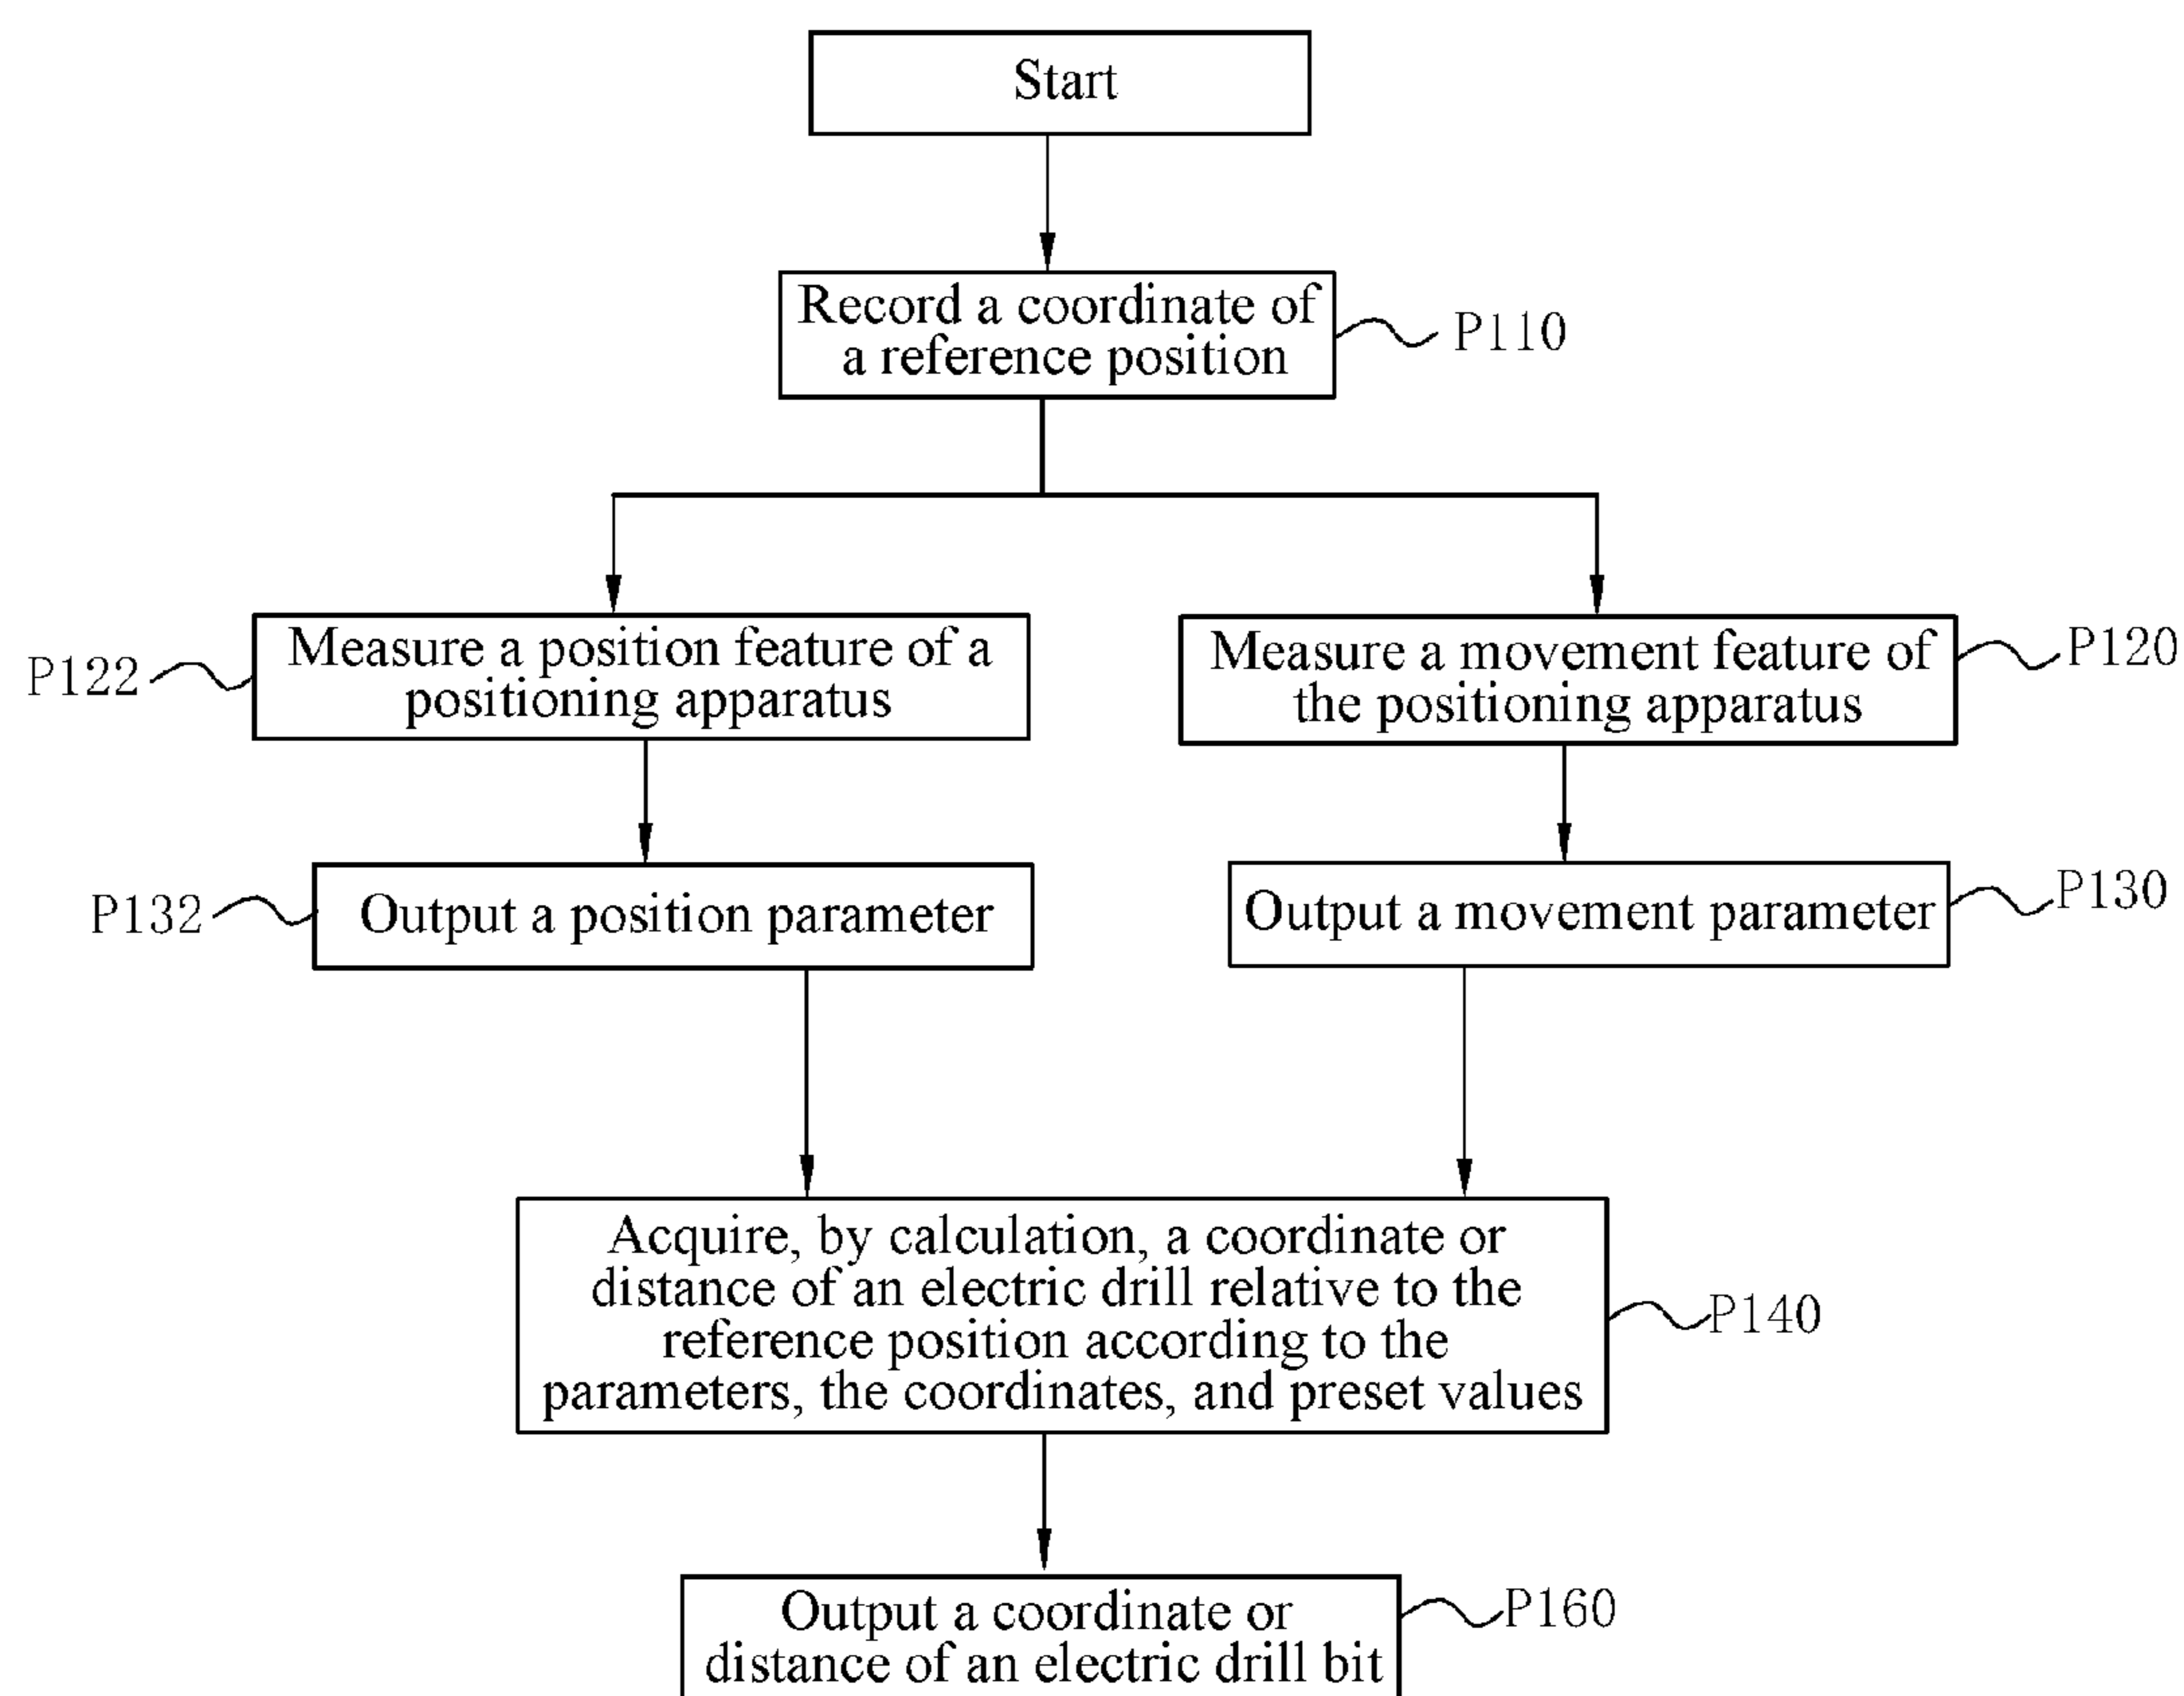 Start
Record a coordinate of
a reference position
P110
P122
Measure a position feature of a
positioning apparatus
Measure a movement feature of
the positioning apparatus
P120
P132
Output a position parameter
Output a movement parameter
P130
Acquire, by calculation, a coordinate or
distance of an electric drill relative to the
reference position according to the
parameters, the coordinates, and preset values
P140
Output a coordinate or
distance of an electric drill bit
P160